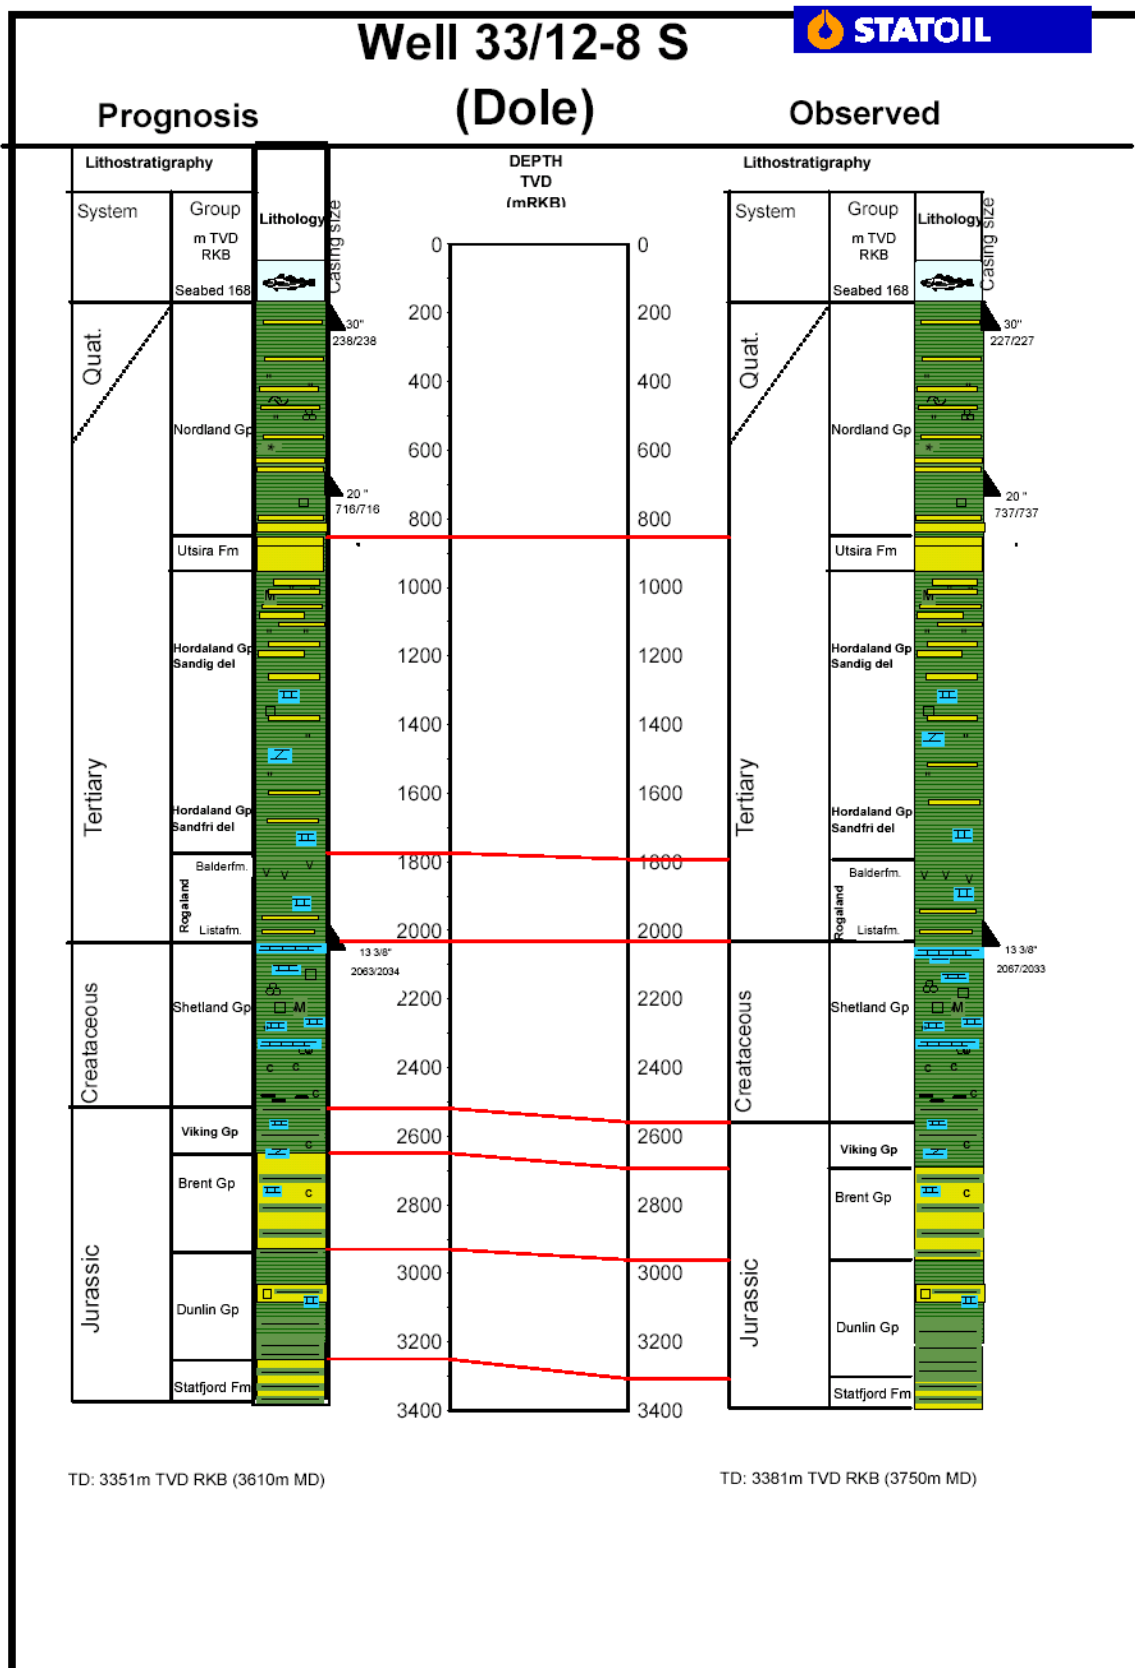 Well 33/12-8 S
STATOIL
(Dole)
Prognosis
Observed
Lithostratigraphy
DEPTH
TVD
(mRKB)
Lithostratigraphy
System
Group
m TVD
RKB
Seabed 168
Lithology
Casing size
Quat.
Tertiary
Creataceous
Jurassic
Nordland Gp
Utsira Fm
Hordaland Gp
Sandig del
Hordaland Gp
Sandfri del
Rogaland
Balderfm.
Listafm.
Shetland Gp
Viking Gp
Brent Gp
Dunlin Gp
Statfjord Fm
30"
238/238
20 "
716/716
13 3/8"
2063/2034
M
V
V
V
M
C
C
C
C
C
0
200
400
600
800
1000
1200
1400
1600
1800
2000
2200
2400
2600
2800
3000
3200
3400
0
200
400
600
800
1000
1200
1400
1600
1800
2000
2200
2400
2600
2800
3000
3200
3400
System
Group
m TVD
RKB
Seabed 168
Lithology
Casing size
Quat.
Tertiary
Creataceous
Jurassic
Nordland Gp
Utsira Fm
Hordaland Gp
Sandig del
Hordaland Gp
Sandfri del
Rogaland
Balderfm.
Listafm.
Shetland Gp
Viking Gp
Brent Gp
Dunlin Gp
Statfjord Fm
30"
227/227
20 "
737/737
13 3/8"
2067/2033
M
V
V
V
M
C
C
C
C
C
TD: 3351m TVD RKB (3610m MD)
TD: 3381m TVD RKB (3750m MD)